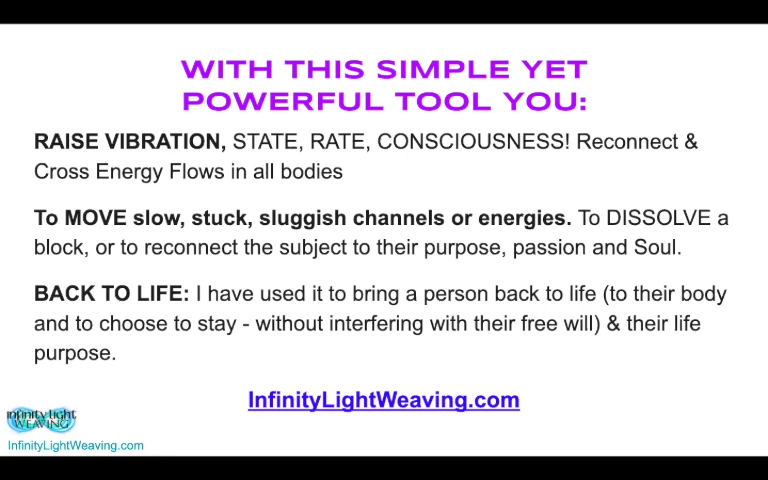 WITH THIS SIMPLE YET
POWERFUL TOOL YOU:
RAISE VIBRATION, STATE, RATE, CONSCIOUSNESS! Reconnect &
Cross Energy Flows in all bodies
To MOVE slow, stuck, sluggish channels or energies. To DISSOLVE a
block, or to reconnect the subject to their purpose, passion and Soul.
BACK TO LIFE: I have used it to bring a person back to life (to their body
and to choose to stay - without interfering with their free will) & their life
purpose.
InfinityLightWeaving.com
infinity light
WEAVING
InfinityLightWeaving.com